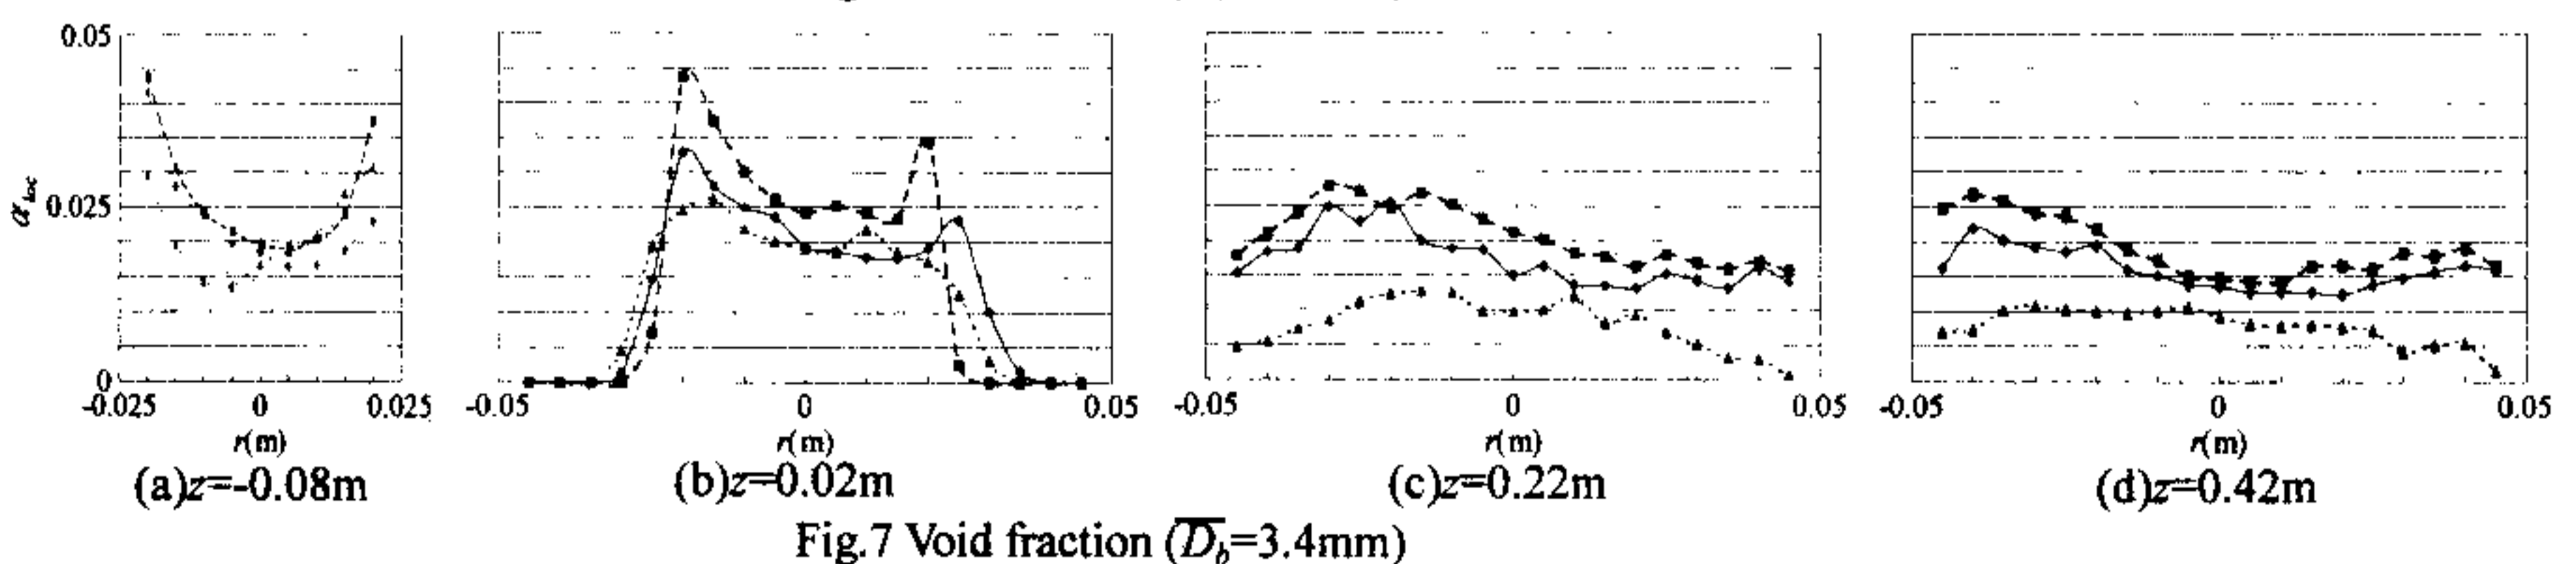 0.05
α_loc 0.025
0
-0.025 0 0.025 -0.05 0 0.05 -0.05 0 0.05 -0.05 0 0.05
r(m) r(m) r(m) r(m)
(a)z=-0.08m (b)z=0.02m (c)z=0.22m (d)z=0.42m
Fig.7 Void fraction (D̅_b=3.4mm)